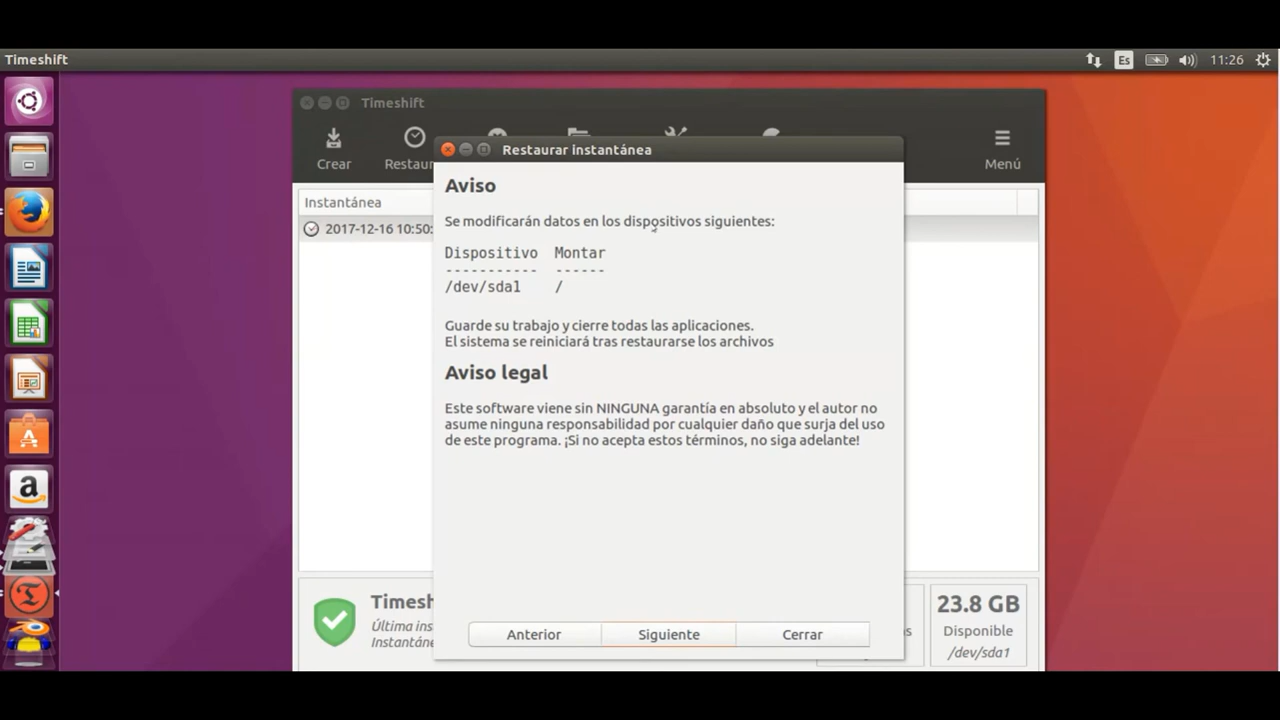 Timeshift
Es
11:26
Timeshift
Crear
Restaur
Menú
Restaurar instantánea
Instantánea
2017-12-16 10:50:
Aviso
Se modificarán datos en los dispositivos siguientes:
Dispositivo Montar
----------- ------
/dev/sda1 /
Guarde su trabajo y cierre todas las aplicaciones.
El sistema se reiniciará tras restaurarse los archivos
Aviso legal
Este software viene sin NINGUNA garantía en absoluto y el autor no
asume ninguna responsabilidad por cualquier daño que surja del uso
de este programa. ¡Si no acepta estos términos, no siga adelante!
Timesh
Última ins
Instantáne
Anterior
Siguiente
Cerrar
os
23.8 GB
Disponible
/dev/sda1